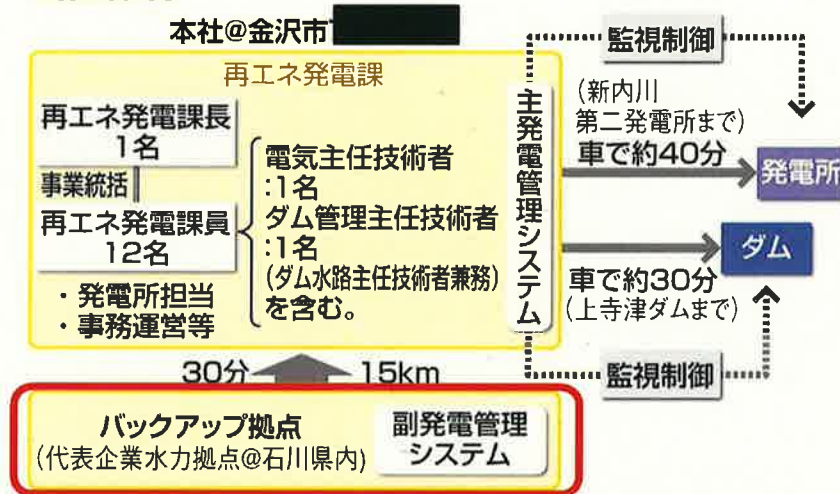 本社@金沢市
再エネ発電課
再エネ発電課長
1名
事業統括
再エネ発電課員
12名
・発電所担当
・事務運営等
電気主任技術者
:1名
ダム管理主任技術者
:1名
(ダム水路主任技術者兼務)
を含む。
主発電管理システム
監視制御
(新内川
第二発電所まで)
車で約40分
発電所
ダム
車で約30分
(上寺津ダムまで)
監視制御
30分
15km
バックアップ拠点
(代表企業水力拠点@石川県内)
副発電管理
システム